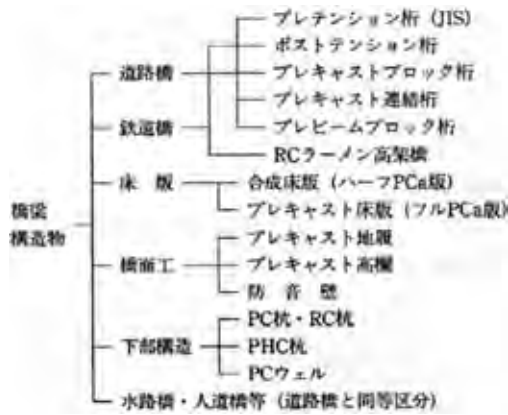 橋梁
構造物
道路橋
プレテンション桁 (JIS)
ポストテンション桁
プレキャストブロック桁
プレキャスト連結桁
プレビームブロック桁
鉄道橋
RCラーメン高架橋
床 版
合成床版 (ハーフPCa版)
プレキャスト床版 (フルPCa版)
橋面工
プレキャスト地覆
プレキャスト高欄
防 音 壁
下部構造
PC杭・RC杭
PHC杭
PCウェル
水路橋・人道橋等 (道路橋と同等区分)